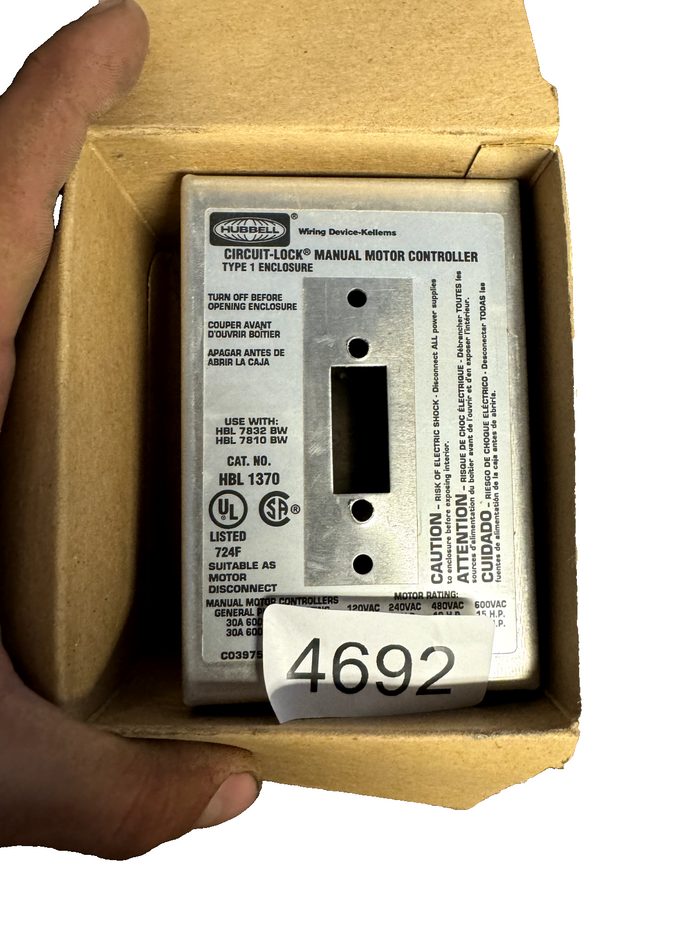 HUBBELL ® Wiring Device-Kellems
CIRCUIT-LOCK® MANUAL MOTOR CONTROLLER
TYPE 1 ENCLOSURE
TURN OFF BEFORE
OPENING ENCLOSURE
COUPER AVANT
D'OUVRIR BOÎTIER
APAGAR ANTES DE
ABRIR LA CAJA
USE WITH:
HBL 7832 BW
HBL 7810 BW
CAT. NO.
HBL 1370
UL SA ®
LISTED
724F
SUITABLE AS
MOTOR
DISCONNECT
CAUTION – RISK OF ELECTRIC SHOCK - Disconnect ALL power supplies
to enclosure before exposing interior.
ATTENTION – RISQUE DE CHOC ÉLECTRIQUE - Débrancher TOUTES les
sources d'alimentation du boîtier avant de l'ouvrir et d'en exposer l'intérieur.
CUIDADO – RIESGO DE CHOQUE ELÉCTRICO - Desconectar TODAS las
fuentes de alimentación de la caja antes de abrirla.
MANUAL MOTOR CONTROLLERS
MOTOR RATING:
GENERAL
120VAC 240VAC 480VAC 600VAC
30A 600
H.P. 15 H.P.
30A 600
H.P.
C03975
4692